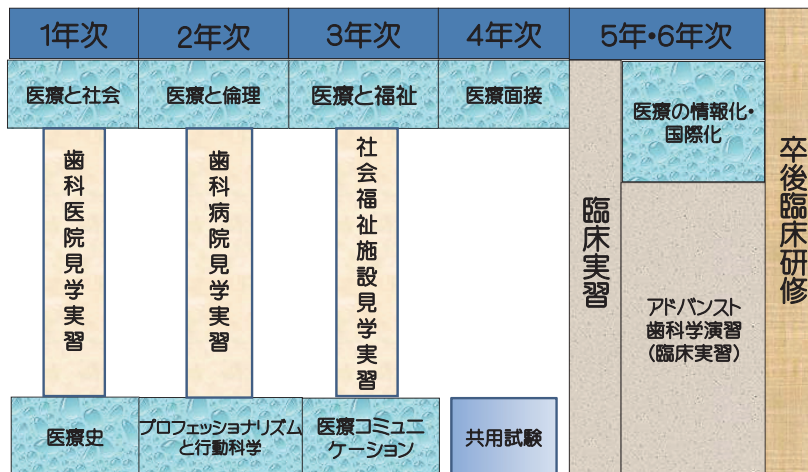 1年次
2年次
3年次
4年次
5年・6年次
医療と社会
医療と倫理
医療と福祉
医療面接
医療の情報化・
国際化
歯科医院見学実習
歯科病院見学実習
社会福祉施設見学実習
臨床実習
アドバンスト
歯科学演習
（臨床実習）
卒後臨床研修
医療史
プロフェッショナリズム
と行動科学
医療コミュニ
ケーション
共用試験